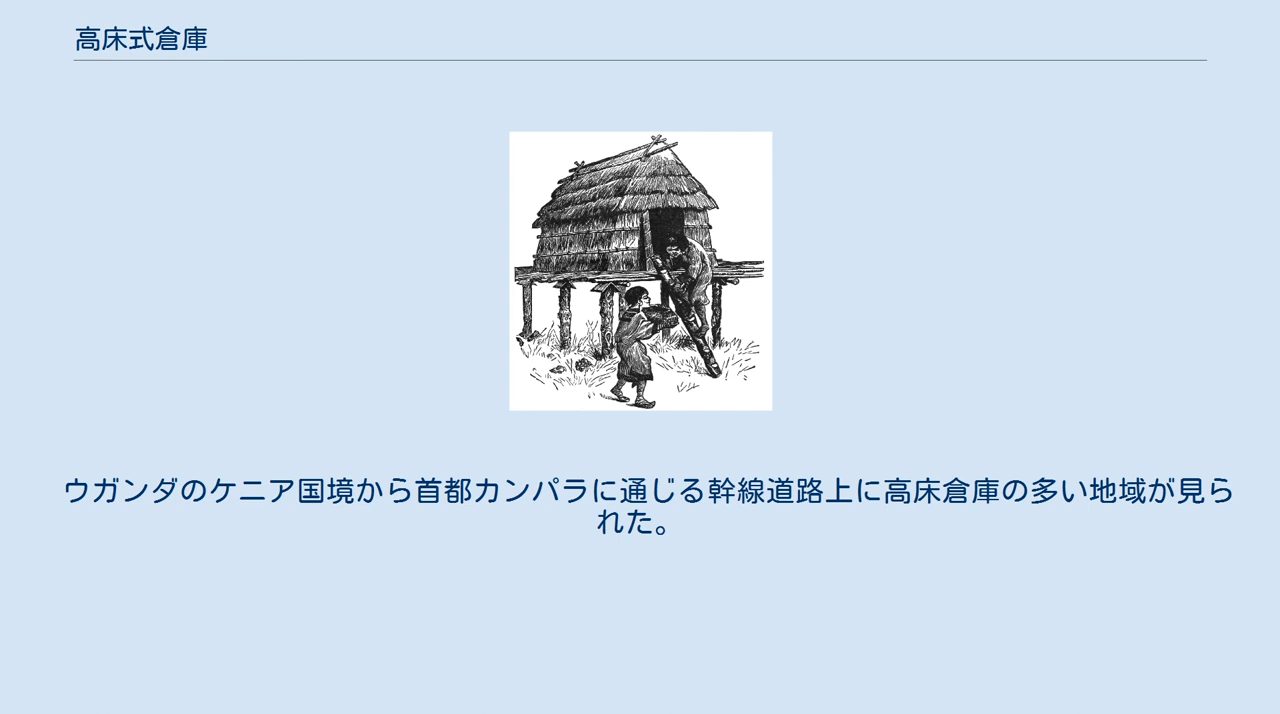 高床式倉庫
ウガンダのケニア国境から首都カンパラに通じる幹線道路上に高床倉庫の多い地域が見ら
れた。